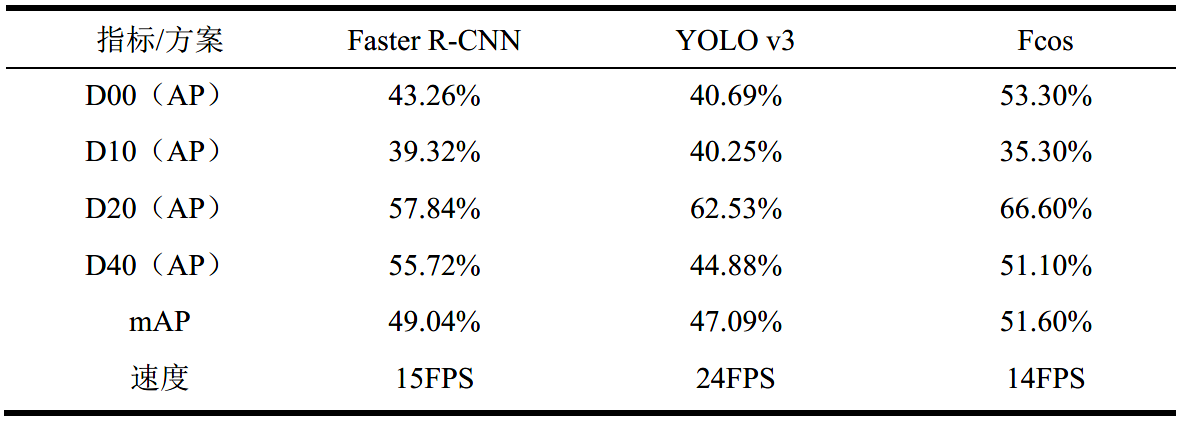 指标/方案 Faster R-CNN YOLO v3 Fcos
D00（AP） 43.26% 40.69% 53.30%
D10（AP） 39.32% 40.25% 35.30%
D20（AP） 57.84% 62.53% 66.60%
D40（AP） 55.72% 44.88% 51.10%
mAP 49.04% 47.09% 51.60%
速度 15FPS 24FPS 14FPS